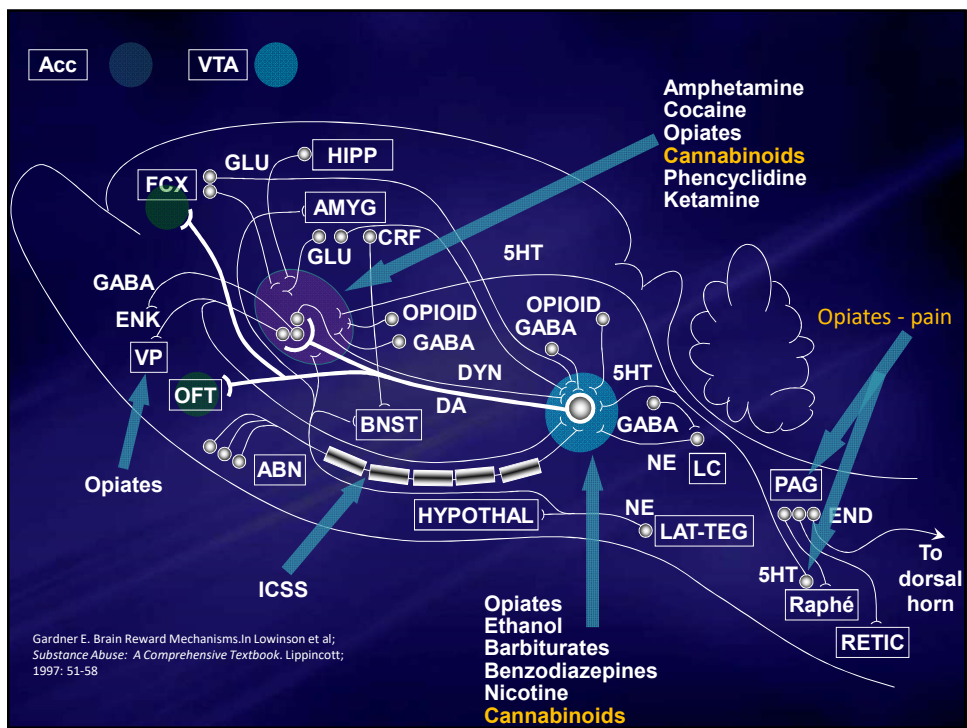 Acc
VTA
Amphetamine
Cocaine
Opiates
Cannabinoids
Phencyclidine
Ketamine
GLU
HIPP
FCX
AMYG
CRF
GLU
5HT
GABA
OPIOID
OPIOID
GABA
Opiates - pain
ENK
GABA
VP
DYN
5HT
OFT
DA
BNST
GABA
ABN
NE
LC
PAG
Opiates
HYPOTHAL
NE
LAT-TEG
END
To
dorsal
horn
5HT
ICSS
Raphé
RETIC
Opiates
Ethanol
Barbiturates
Benzodiazepines
Nicotine
Cannabinoids
Gardner E. Brain Reward Mechanisms.In Lowinson et al;
Substance Abuse: A Comprehensive Textbook. Lippincott;
1997: 51-58